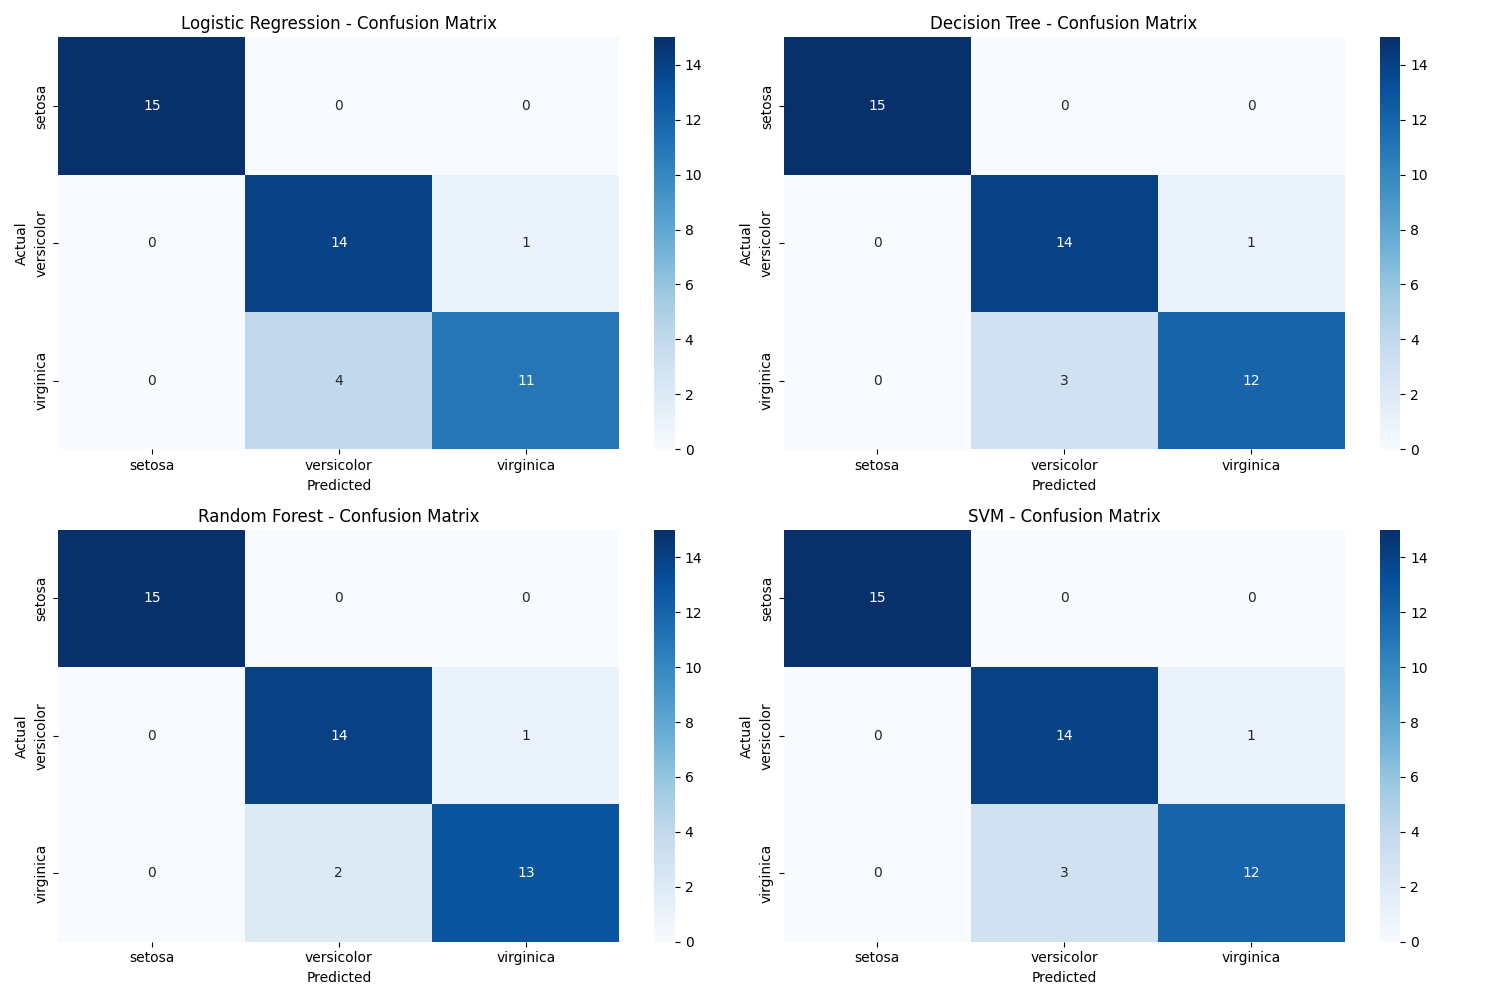 Logistic Regression - Confusion Matrix
setosa
versicolor
virginica
Actual
15 0 0
0 14 1
0 4 11
setosa versicolor virginica
Predicted
14
12
10
8
6
4
2
0
Decision Tree - Confusion Matrix
setosa
versicolor
virginica
Actual
15 0 0
0 14 1
0 3 12
setosa versicolor virginica
Predicted
14
12
10
8
6
4
2
0
Random Forest - Confusion Matrix
setosa
versicolor
virginica
Actual
15 0 0
0 14 1
0 2 13
setosa versicolor virginica
Predicted
14
12
10
8
6
4
2
0
SVM - Confusion Matrix
setosa
versicolor
virginica
Actual
15 0 0
0 14 1
0 3 12
setosa versicolor virginica
Predicted
14
12
10
8
6
4
2
0